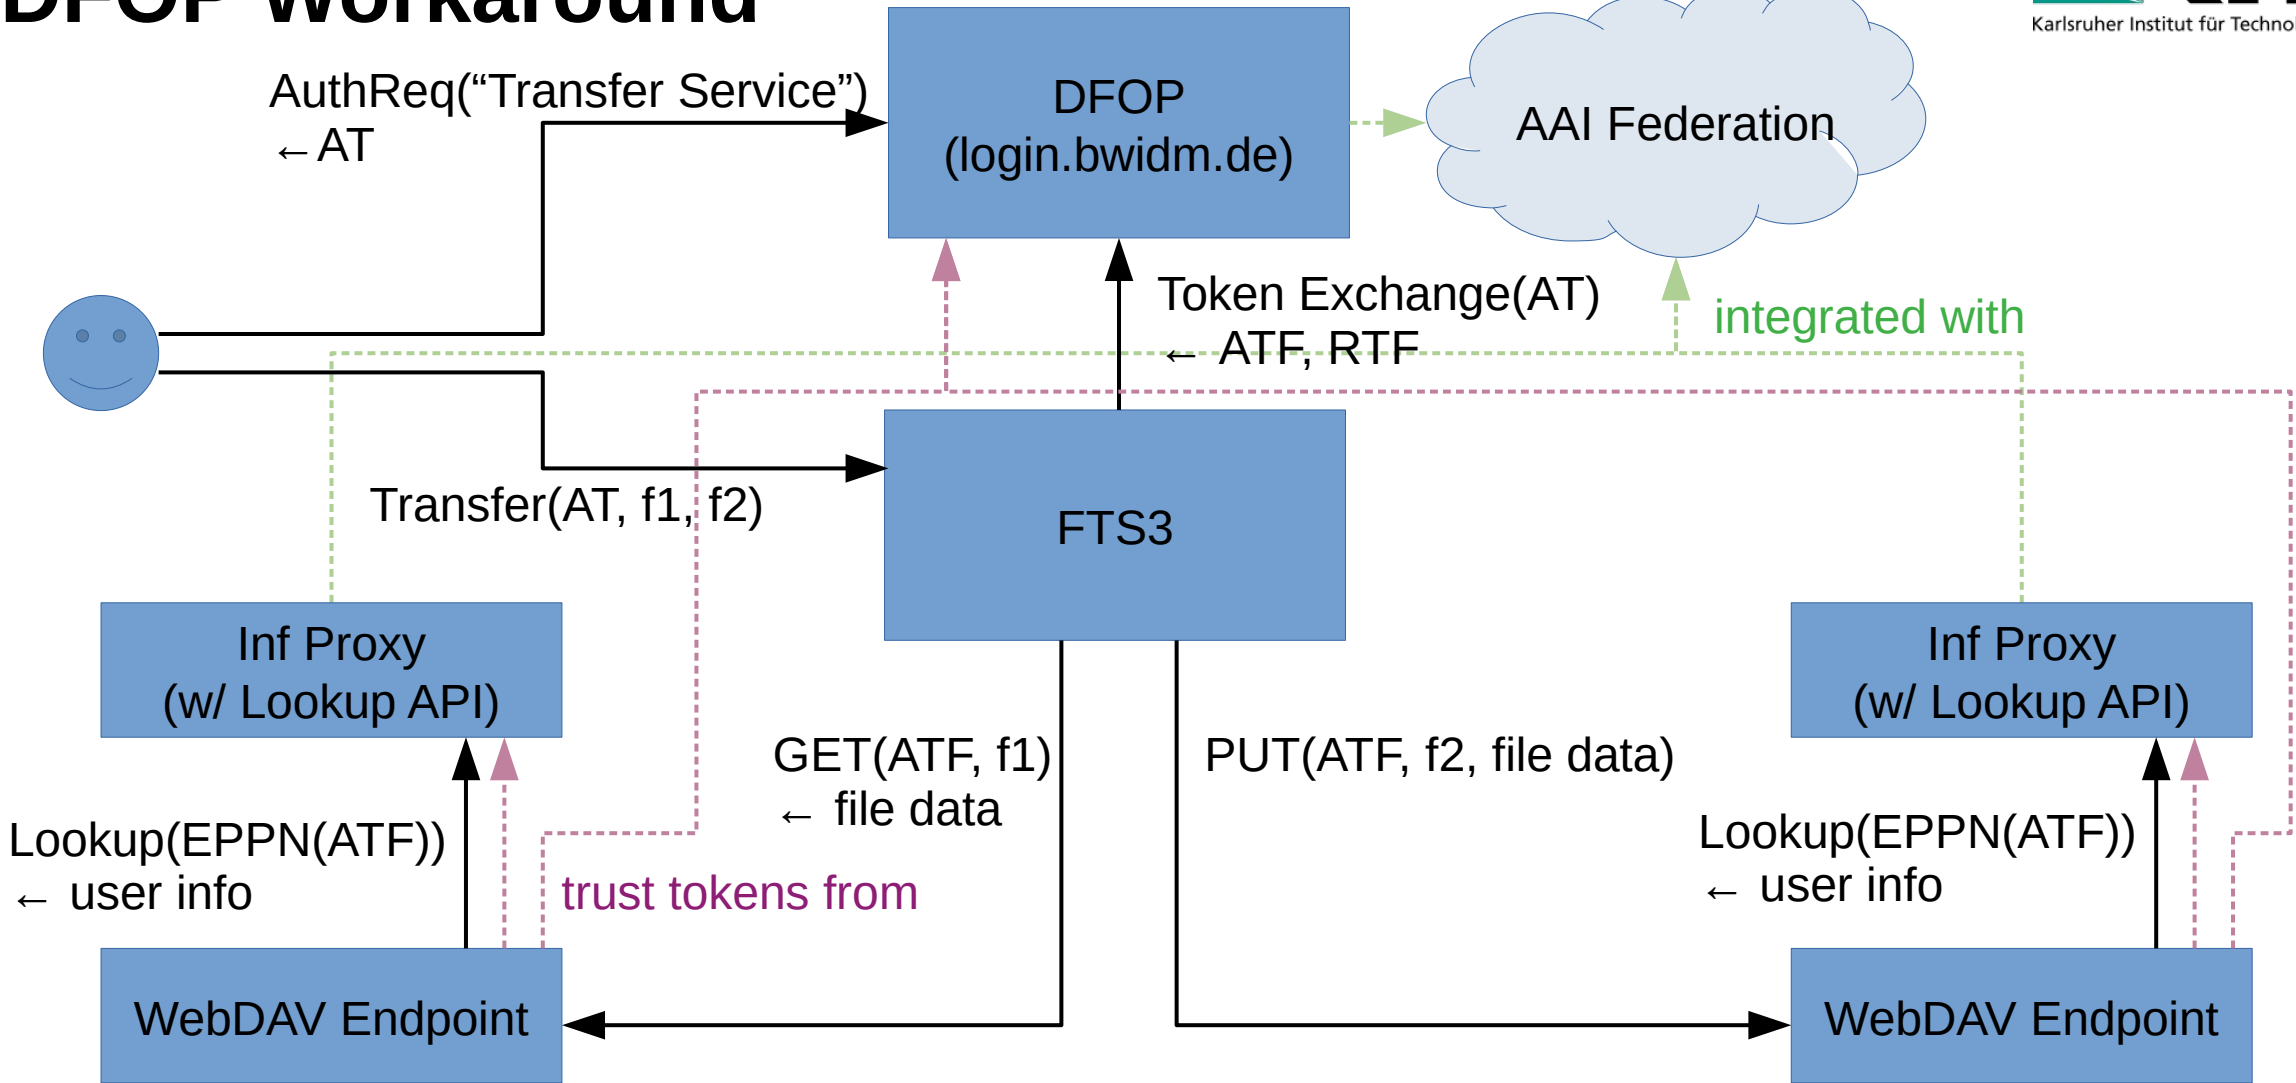 DFOP Workaround
Karlsruher Institut für Technol
AuthReq(“Transfer Service”)
←AT
DFOP
(login.bwidm.de)
AAI Federation
Token Exchange(AT)
← ATF, RTF
integrated with
Transfer(AT, f1, f2)
FTS3
Inf Proxy
(w/ Lookup API)
Inf Proxy
(w/ Lookup API)
GET(ATF, f1)
← file data
PUT(ATF, f2, file data)
Lookup(EPPN(ATF))
← user info
trust tokens from
Lookup(EPPN(ATF))
← user info
WebDAV Endpoint
WebDAV Endpoint